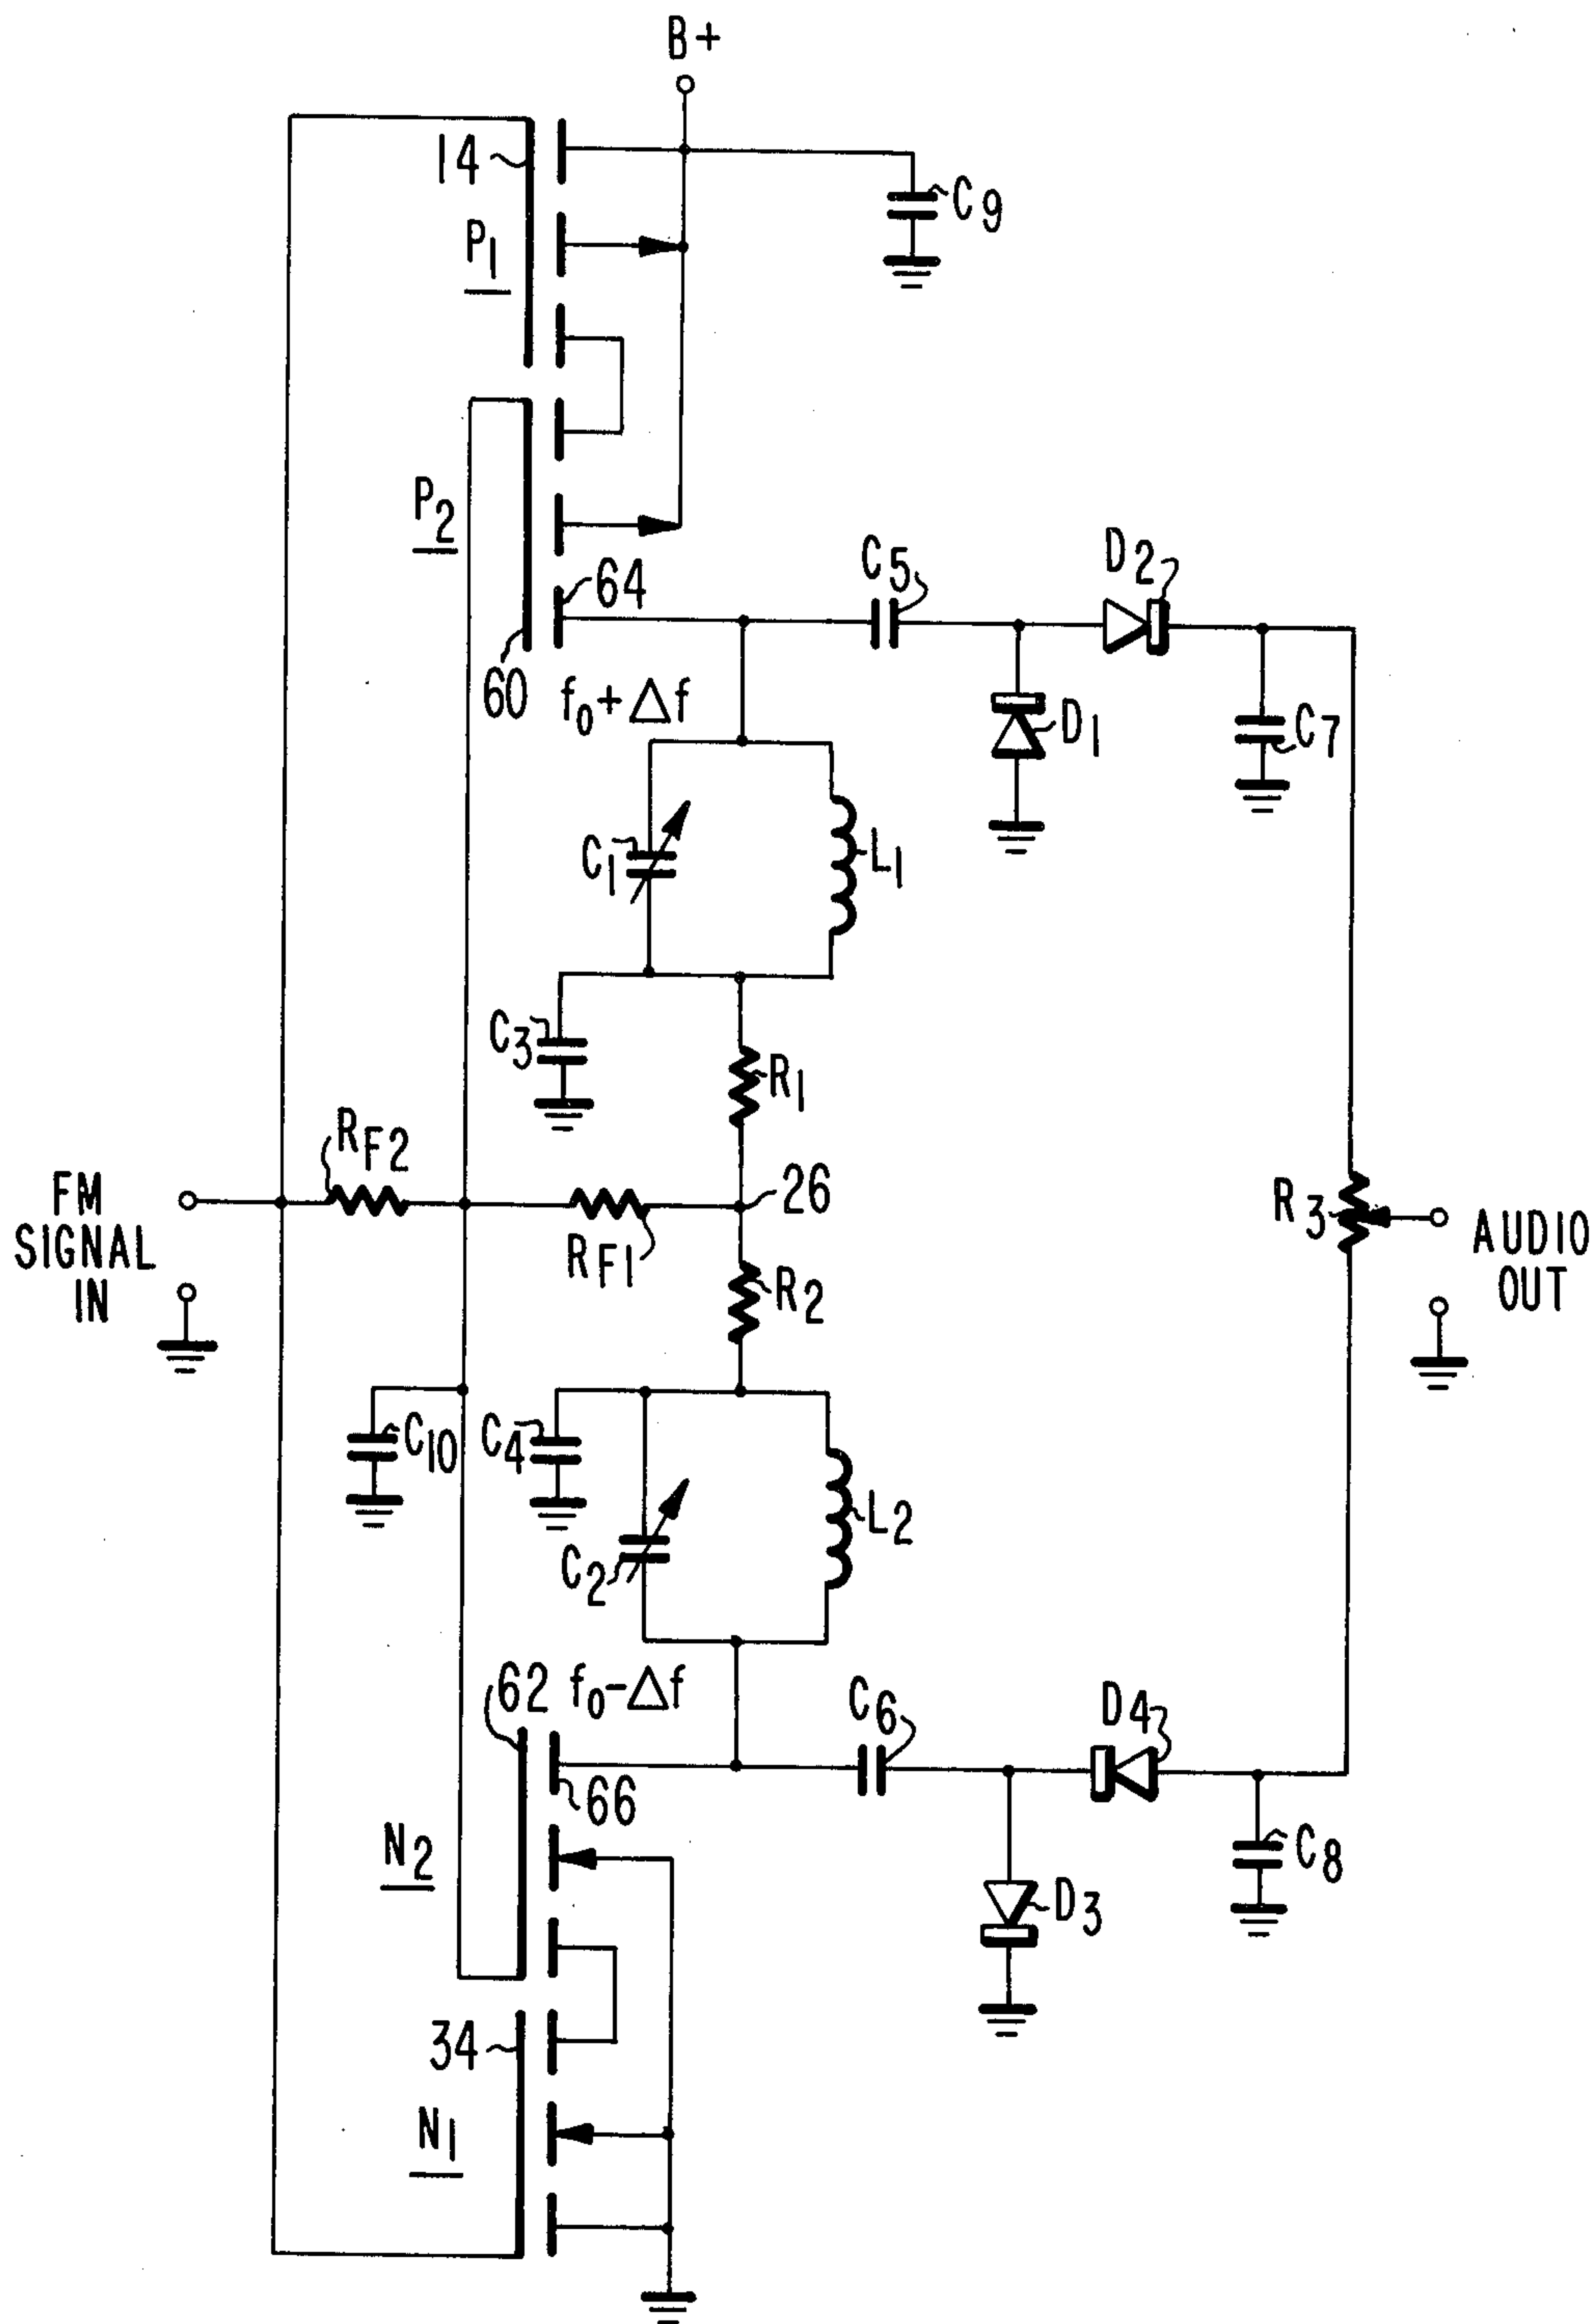 B+
14
C9
P1
P2
64
C5
D2
60
f0+Δf
D1
C7
C1
L1
C3
R1
RF2
26
FM
SIGNAL
IN
RF1
R3
AUDIO
OUT
R2
C10
C4
L2
C2
62
f0-Δf
C6
D4
66
N2
C8
D3
34
N1